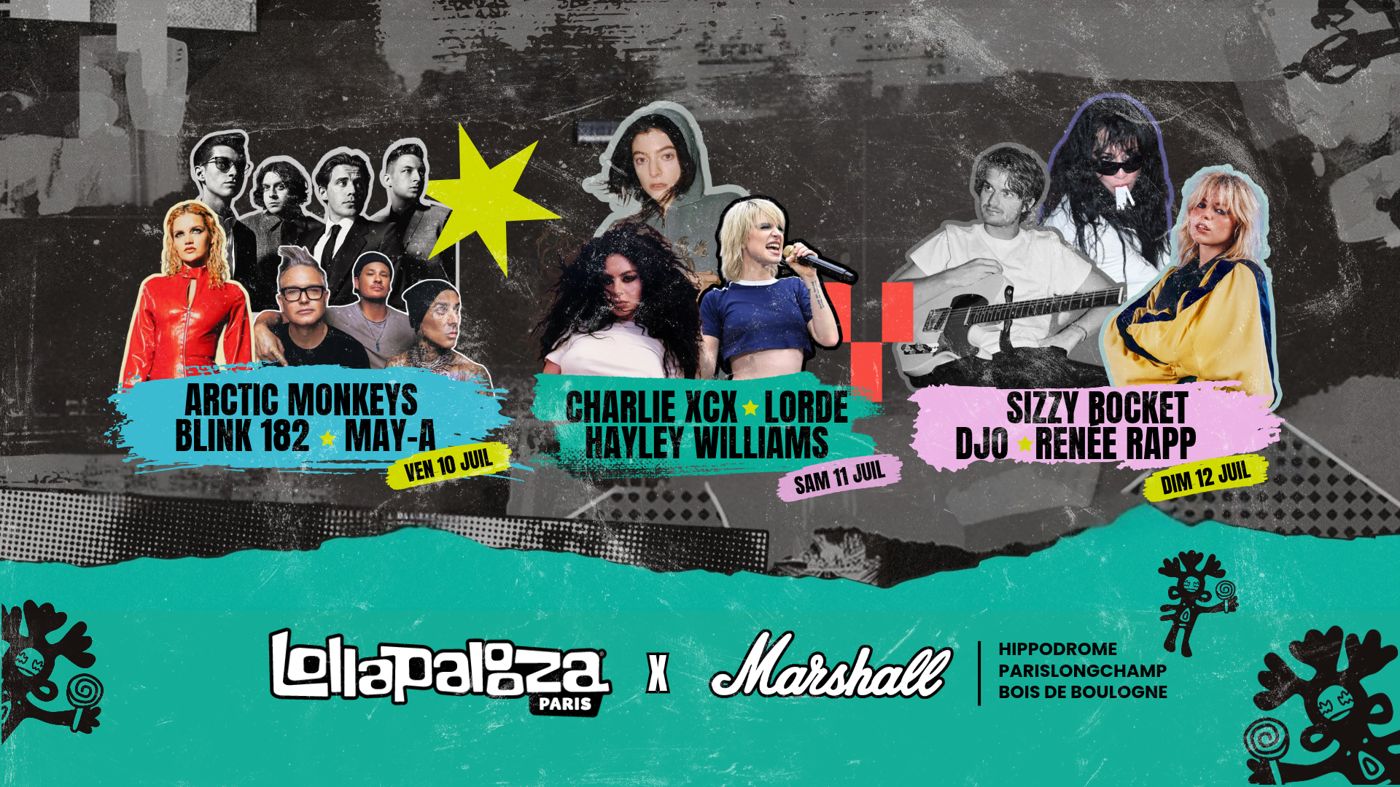 ARCTIC MONKEYS
BLINK 182 ★ MAY-A
VEN 10 JUIL
CHARLIE XCX ★ LORDE
HAYLEY WILLIAMS
SAM 11 JUIL
SIZZY BOCKET
DJO ★ RENÉE RAPP
DIM 12 JUIL
Lollapalooza
PARIS
X
Marshall
HIPPODROME
PARISLONGCHAMP
BOIS DE BOULOGNE